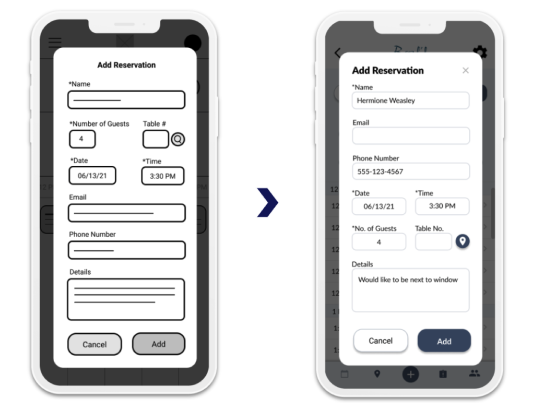 Add Reservation
*Name
*Number of Guests Table #
4
*Date *Time
06/13/21 3:30 PM
Email
Phone Number
Details
Cancel Add
Add Reservation ×
*Name
Hermione Weasley
Email
Phone Number
555-123-4567
*Date *Time
06/13/21 3:30 PM
*No. of Guests Table No.
4
Details
Would like to be next to window
Cancel Add